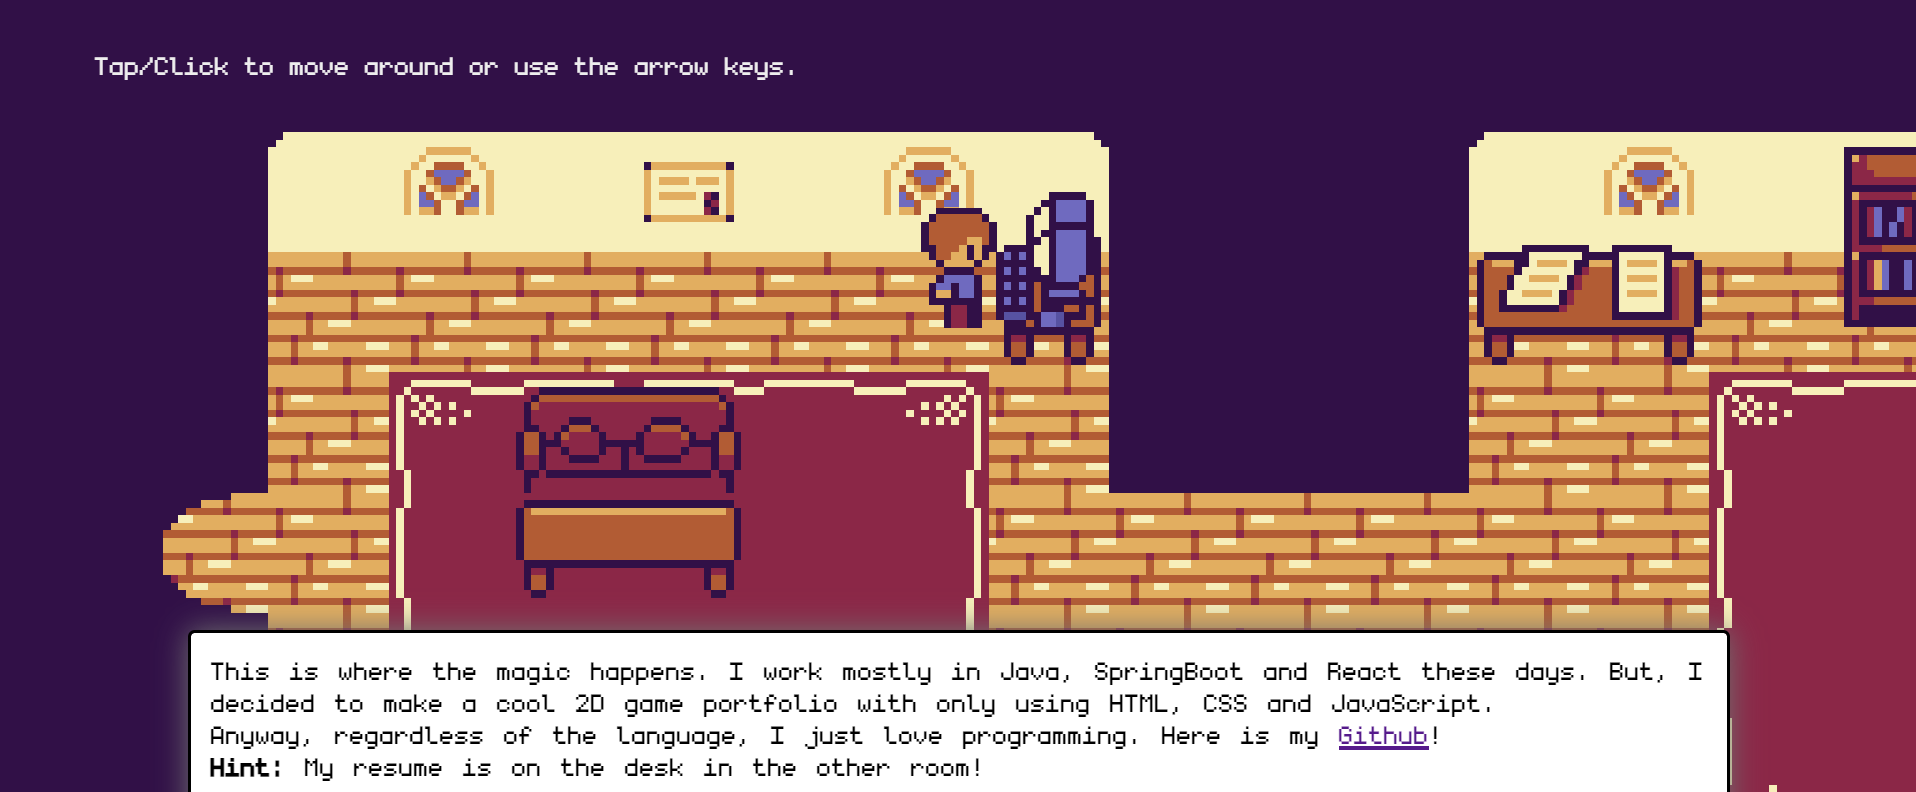 Tap/Click to move around or use the arrow keys.
This is where the magic happens. I work mostly in Java, SpringBoot and React these days. But, I
decided to make a cool 2D game portfolio with only using HTML, CSS and JavaScript.
Anyway, regardless of the language, I just love programming. Here is my Github!
Hint: My resume is on the desk in the other room!